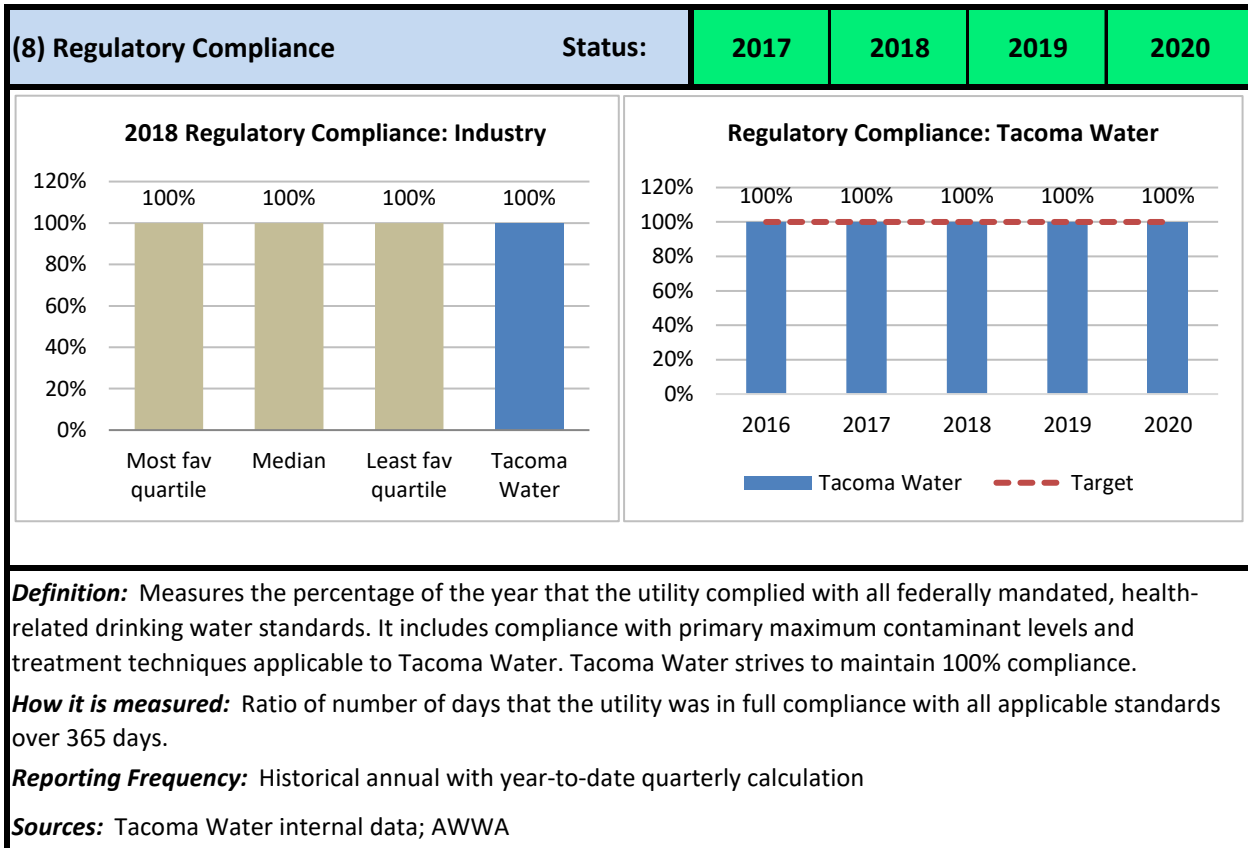 (8) Regulatory Compliance Status: 2017 2018 2019 2020
2018 Regulatory Compliance: Industry
120%
100%
80%
60%
40%
20%
0%
100% 100% 100% 100%
Most fav quartile
Median
Least fav quartile
Tacoma Water
Regulatory Compliance: Tacoma Water
120%
100%
80%
60%
40%
20%
0%
100% 100% 100% 100% 100%
2016 2017 2018 2019 2020
Tacoma Water Target
Definition: Measures the percentage of the year that the utility complied with all federally mandated, health-
related drinking water standards. It includes compliance with primary maximum contaminant levels and
treatment techniques applicable to Tacoma Water. Tacoma Water strives to maintain 100% compliance.
How it is measured: Ratio of number of days that the utility was in full compliance with all applicable standards
over 365 days.
Reporting Frequency: Historical annual with year-to-date quarterly calculation
Sources: Tacoma Water internal data; AWWA